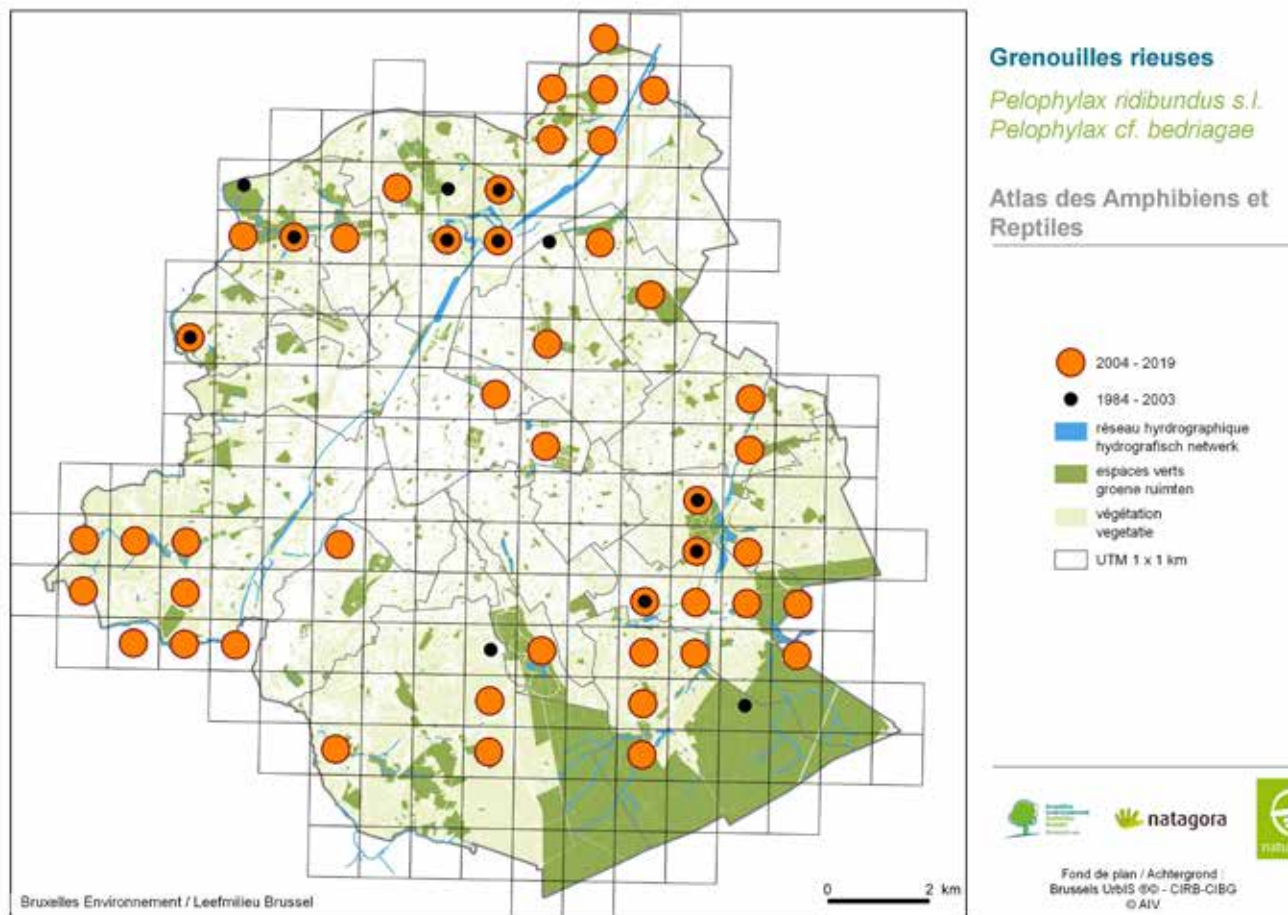 Grenouilles rieuses
Pelophylax ridibundus s.l.
Pelophylax cf. bedriagae
Atlas des Amphibiens et
Reptiles
2004 - 2019
1984 - 2003
réseau hyrdrographique
hydrografisch netwerk
espaces verts
groene ruimten
végétation
vegetatie
UTM 1 x 1 km
natagora
Fond de plan / Achtergrond :
Brussels UrbIS ®© - CIRB-CIBG
© AIV
0 2 km
Bruxelles Environnement / Leefmilieu Brussel